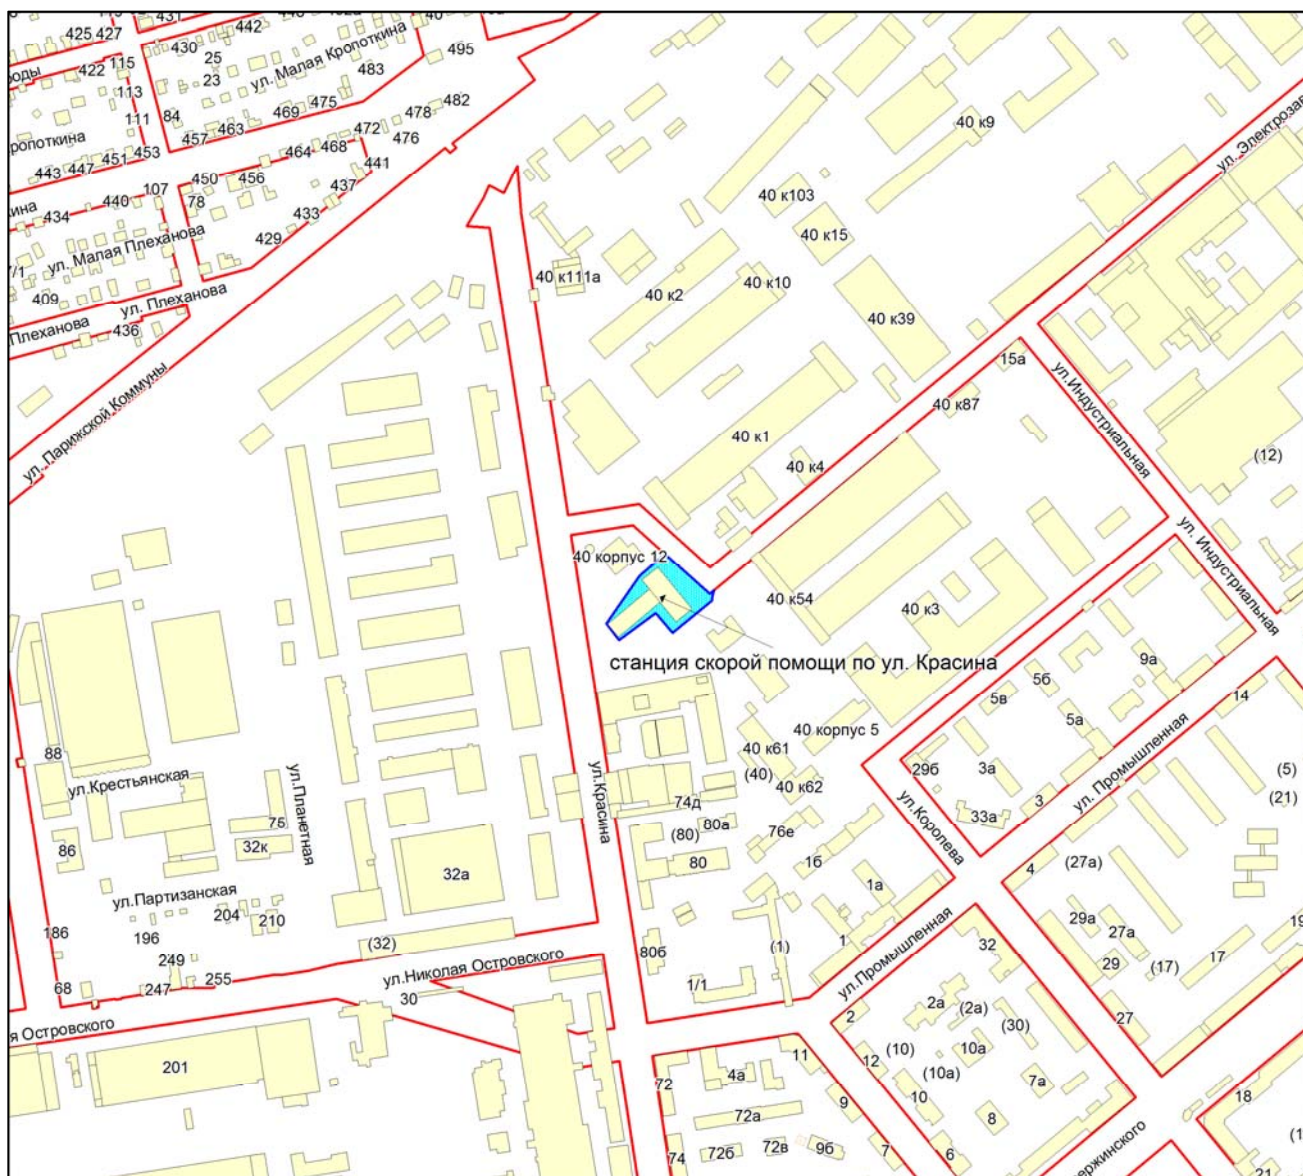 431
425 427
442
430
25
23
ул. Малая Кропоткина
495
115
422
113
84
111
483
475
469
463
457
482
478
472
476
468
464
453
451
447
443
441
456
450
437
433
429
107
440
434
78
ул. Малая Плеханова
409
ул. Плеханова
Плеханова
436
ул. Парижской Коммуны
40 к9
40 к103
40 к15
40 к111а
40 к2
40 к10
40 к39
15а
40 к87
40 к1
40 к4
ул.Индустриальная
(12)
ул. Индустриальная
40 корпус 12
40 к54
40 к3
станция скорой помощи по ул. Красина
9а
5б
5в
5а
14
40 корпус 5
40 к61
(40)
40 к62
29б
3а
3
33а
ул. Промышленная
(5)
(21)
88
ул.Крестьянская
ул.Планетная
ул.Красина
ул.Королева
74д
80а
(80)
80
76е
1б
1а
1
76
32к
86
32а
4
(27а)
ул.Партизанская
204
210
196
186
249
247
255
68
(32)
80б
(1)
1/1
ул.Николая Островского
30
ул.Промышленная
32
29а
27а
29
(17)
17
19
я Островского
201
2
2а
(2а)
(30)
27
12
(10)
10а
(10а)
10
7а
8
11
72
4а
72а
9
7
6
74
72б
72в
9б
18
21